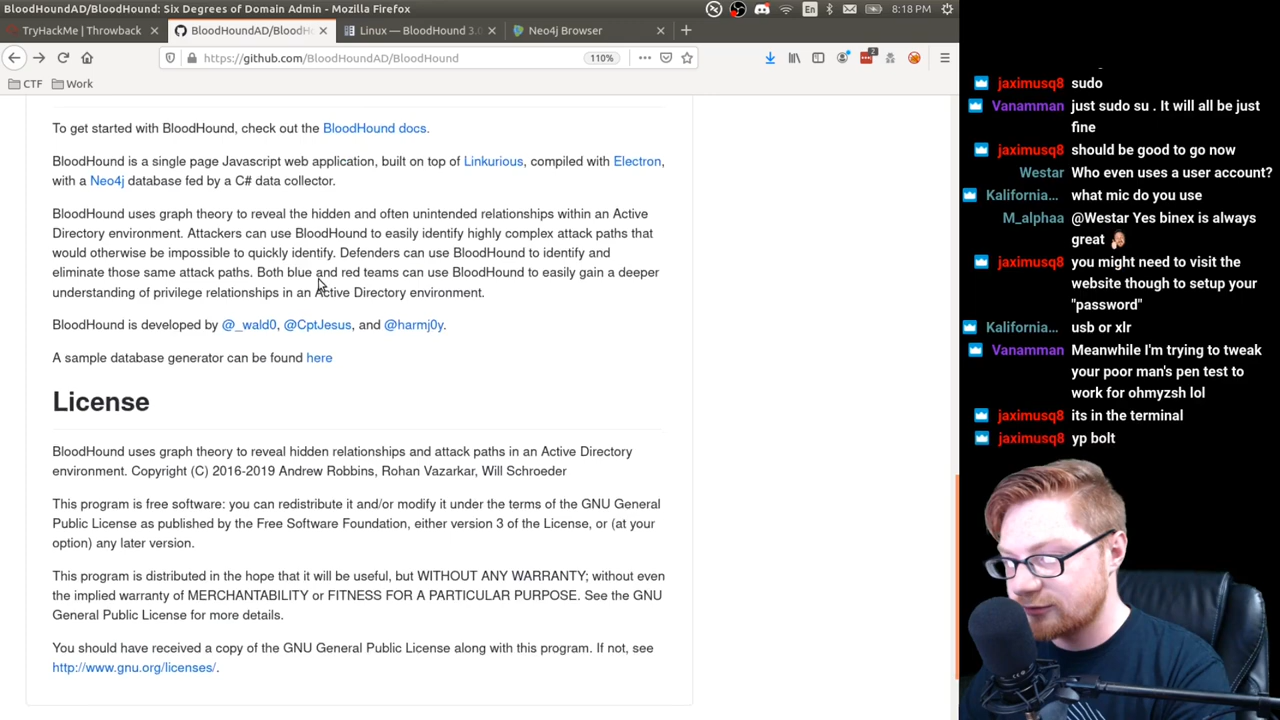 BloodHoundAD/BloodHound: Six Degrees of Domain Admin - Mozilla Firefox
En
8:18 PM
TryHackMe | Throwback
BloodHoundAD/BloodH
Linux — BloodHound 3.0
Neo4j Browser
https://github.com/BloodHoundAD/BloodHound
110%
2
CTF
Work
To get started with BloodHound, check out the BloodHound docs.
BloodHound is a single page Javascript web application, built on top of Linkurious, compiled with Electron,
with a Neo4j database fed by a C# data collector.
BloodHound uses graph theory to reveal the hidden and often unintended relationships within an Active
Directory environment. Attackers can use BloodHound to easily identify highly complex attack paths that
would otherwise be impossible to quickly identify. Defenders can use BloodHound to identify and
eliminate those same attack paths. Both blue and red teams can use BloodHound to easily gain a deeper
understanding of privilege relationships in an Active Directory environment.
BloodHound is developed by @_wald0, @CptJesus, and @harmj0y.
A sample database generator can be found here
License
BloodHound uses graph theory to reveal hidden relationships and attack paths in an Active Directory
environment. Copyright (C) 2016-2019 Andrew Robbins, Rohan Vazarkar, Will Schroeder
This program is free software: you can redistribute it and/or modify it under the terms of the GNU General
Public License as published by the Free Software Foundation, either version 3 of the License, or (at your
option) any later version.
This program is distributed in the hope that it will be useful, but WITHOUT ANY WARRANTY; without even
the implied warranty of MERCHANTABILITY or FITNESS FOR A PARTICULAR PURPOSE. See the GNU
General Public License for more details.
You should have received a copy of the GNU General Public License along with this program. If not, see
http://www.gnu.org/licenses/.
jaximusq8 sudo
Vanamman just sudo su . It will all be just
fine
jaximusq8 should be good to go now
Westar Who even uses a user account?
Kalifornia... what mic do you use
M_alphaa @Westar Yes binex is always
great
jaximusq8 you might need to visit the
website though to setup your
"password"
Kalifornia... usb or xlr
Vanamman Meanwhile I'm trying to tweak
your poor man's pen test to
work for ohmyzsh lol
jaximusq8 its in the terminal
jaximusq8 yp bolt